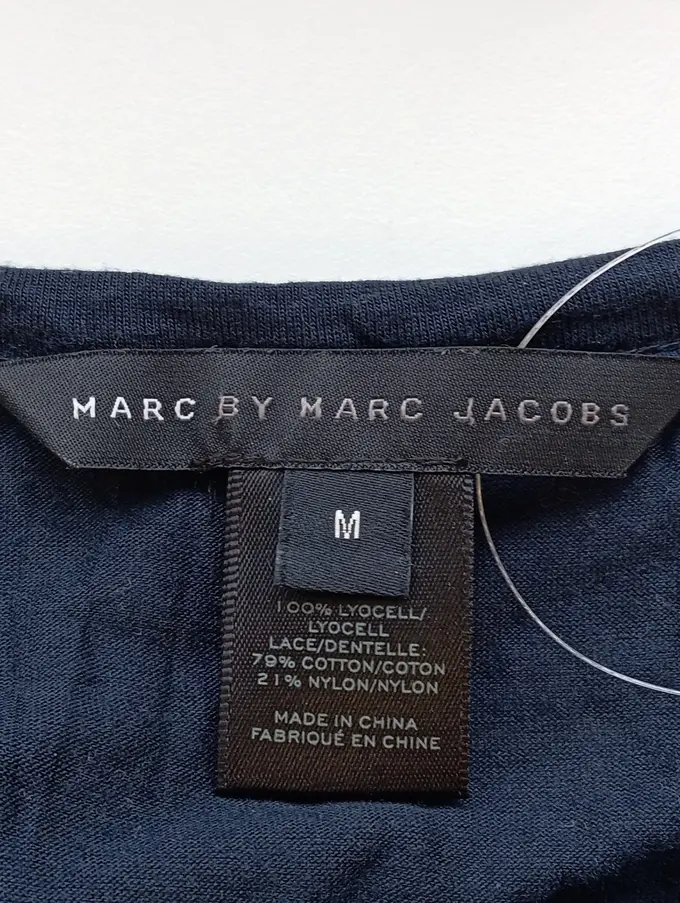 MARC BY MARC JACOBS
M
100% LYOCELL/
LYOCELL
LACE/DENTELLE:
79% COTTON/COTON
21% NYLON/NYLON
MADE IN CHINA
FABRIQUÉ EN CHINE